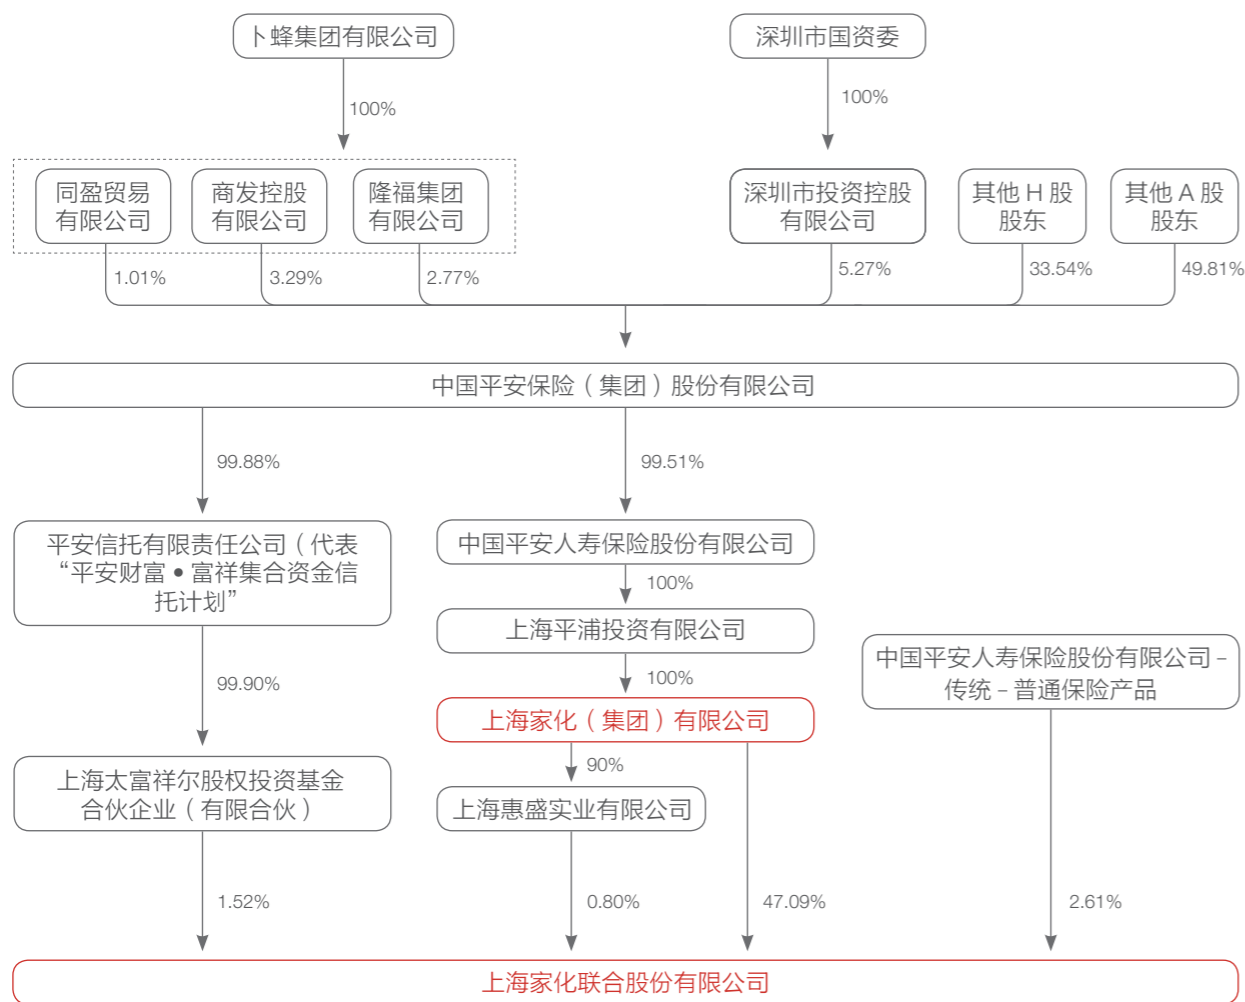 卜蜂集团有限公司
深圳市国资委
100%
100%
同盈贸易
有限公司
商发控股
有限公司
隆福集团
有限公司
深圳市投资控股
有限公司
其他 H 股
股东
其他 A 股
股东
1.01%
3.29%
2.77%
5.27%
33.54%
49.81%
中国平安保险（集团）股份有限公司
99.88%
99.51%
平安信托有限责任公司（代表
“平安财富•富祥集合资金信
托计划”
中国平安人寿保险股份有限公司
100%
上海平浦投资有限公司
中国平安人寿保险股份有限公司–
传统–普通保险产品
99.90%
100%
上海家化（集团）有限公司
上海太富祥尔股权投资基金
合伙企业（有限合伙）
90%
上海惠盛实业有限公司
1.52%
0.80%
47.09%
2.61%
上海家化联合股份有限公司